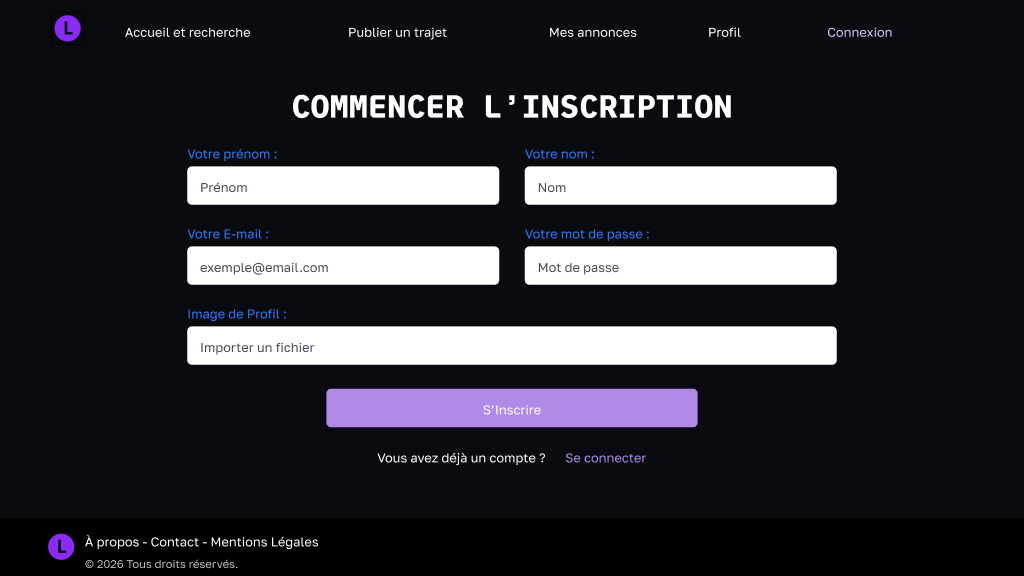 L Accueil et recherche Publier un trajet Mes annonces Profil Connexion
COMMENCER L’INSCRIPTION
Votre prénom : Votre nom :
Prénom Nom
Votre E-mail : Votre mot de passe :
exemple@email.com Mot de passe
Image de Profil :
Importer un fichier
S’Inscrire
Vous avez déjà un compte ? Se connecter
L À propos - Contact - Mentions Légales
© 2026 Tous droits réservés.